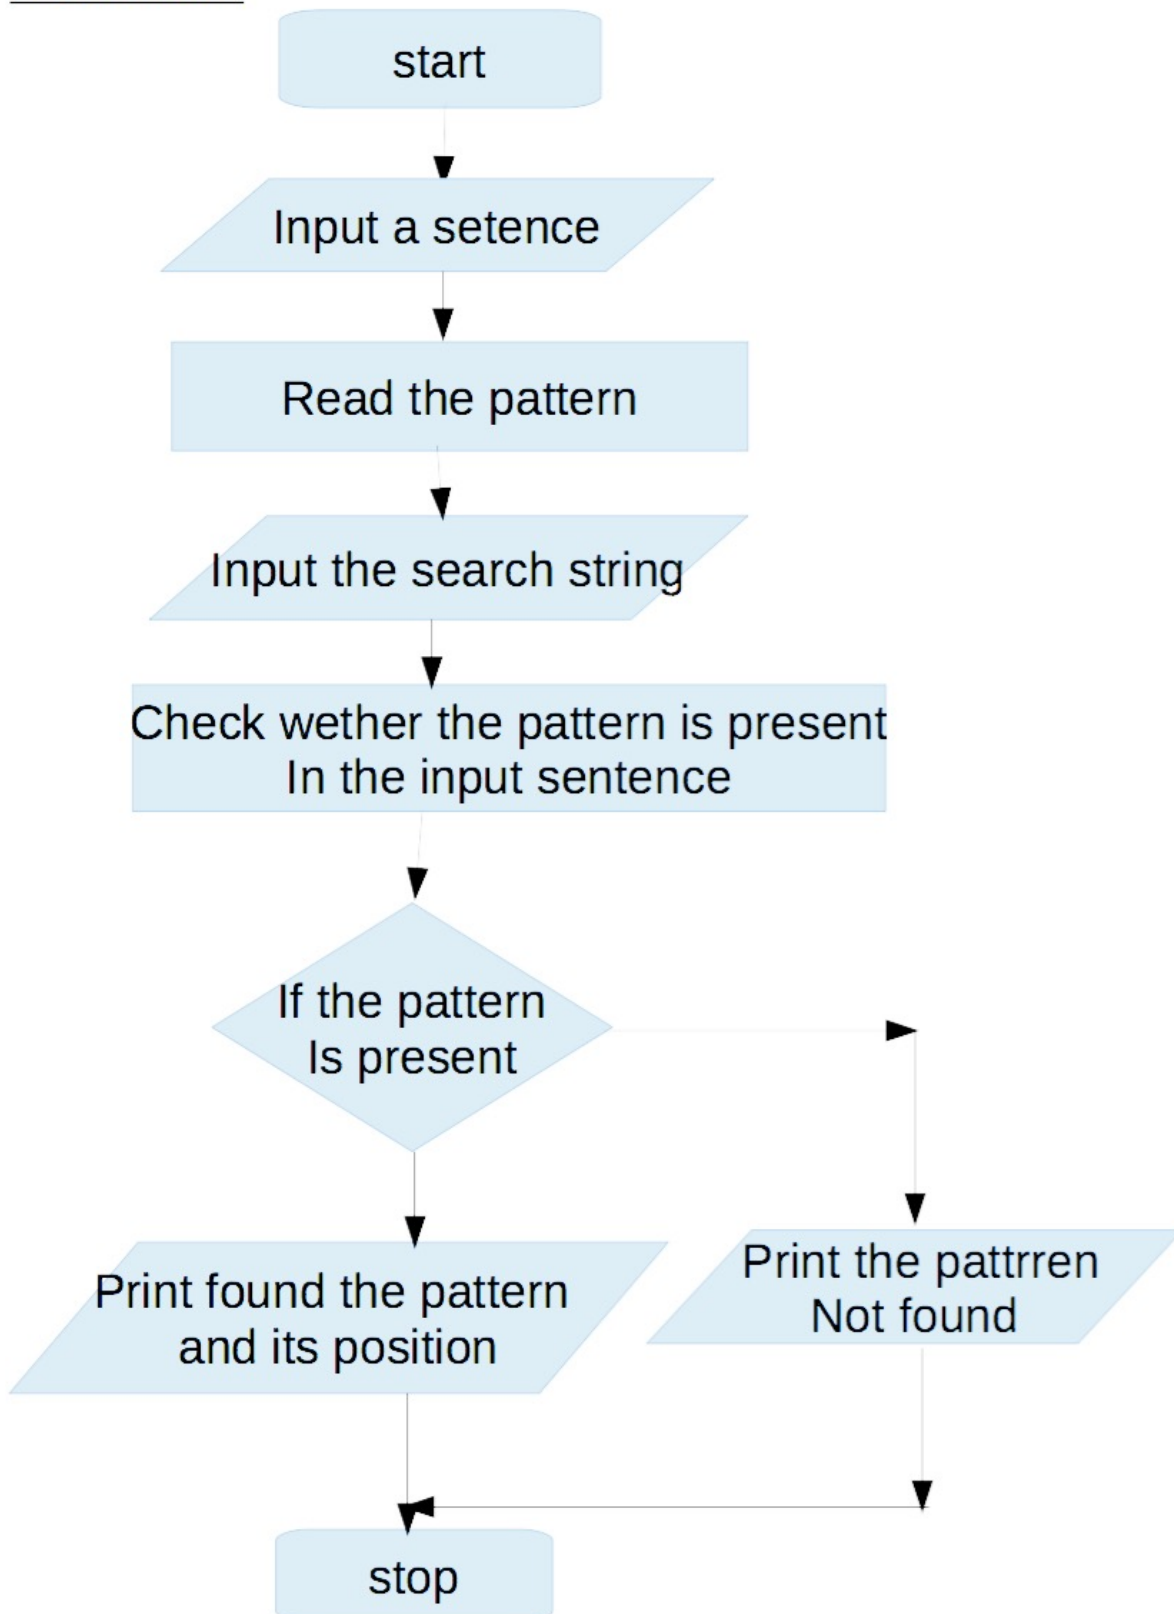 start
Input a setence
Read the pattern
Input the search string
Check wether the pattern is present
In the input sentence
If the pattern
Is present
Print found the pattern
and its position
Print the pattrren
Not found
stop